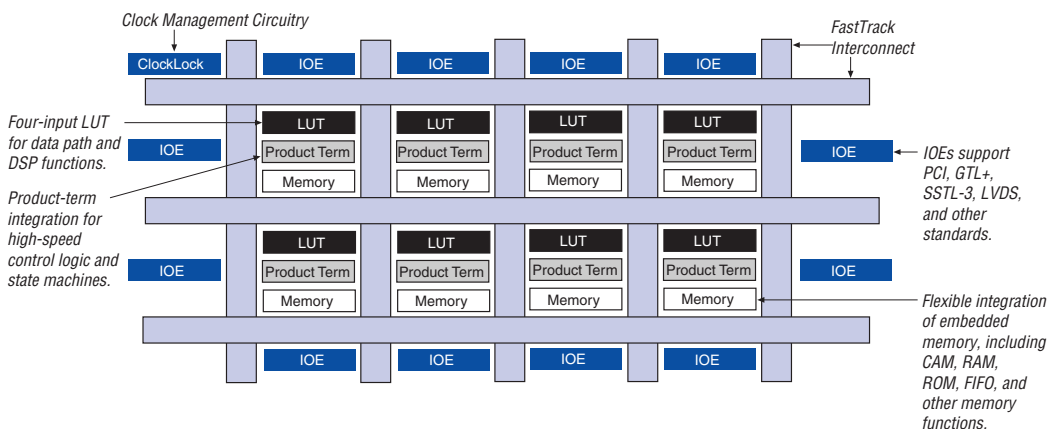 Clock Management Circuitry
FastTrack
Interconnect
ClockLock
IOE
IOE
IOE
IOE
Four-input LUT
for data path and
DSP functions.
LUT
LUT
LUT
LUT
IOE
Product Term
Product Term
Product Term
Product Term
IOE
Memory
Memory
Memory
Memory
IOEs support
PCI, GTL+,
SSTL-3, LVDS,
and other
standards.
Product-term
integration for
high-speed
control logic and
state machines.
LUT
LUT
LUT
LUT
IOE
Product Term
Product Term
Product Term
Product Term
IOE
Memory
Memory
Memory
Memory
Flexible integration
of embedded
memory, including
CAM, RAM,
ROM, FIFO, and
other memory
functions.
IOE
IOE
IOE
IOE